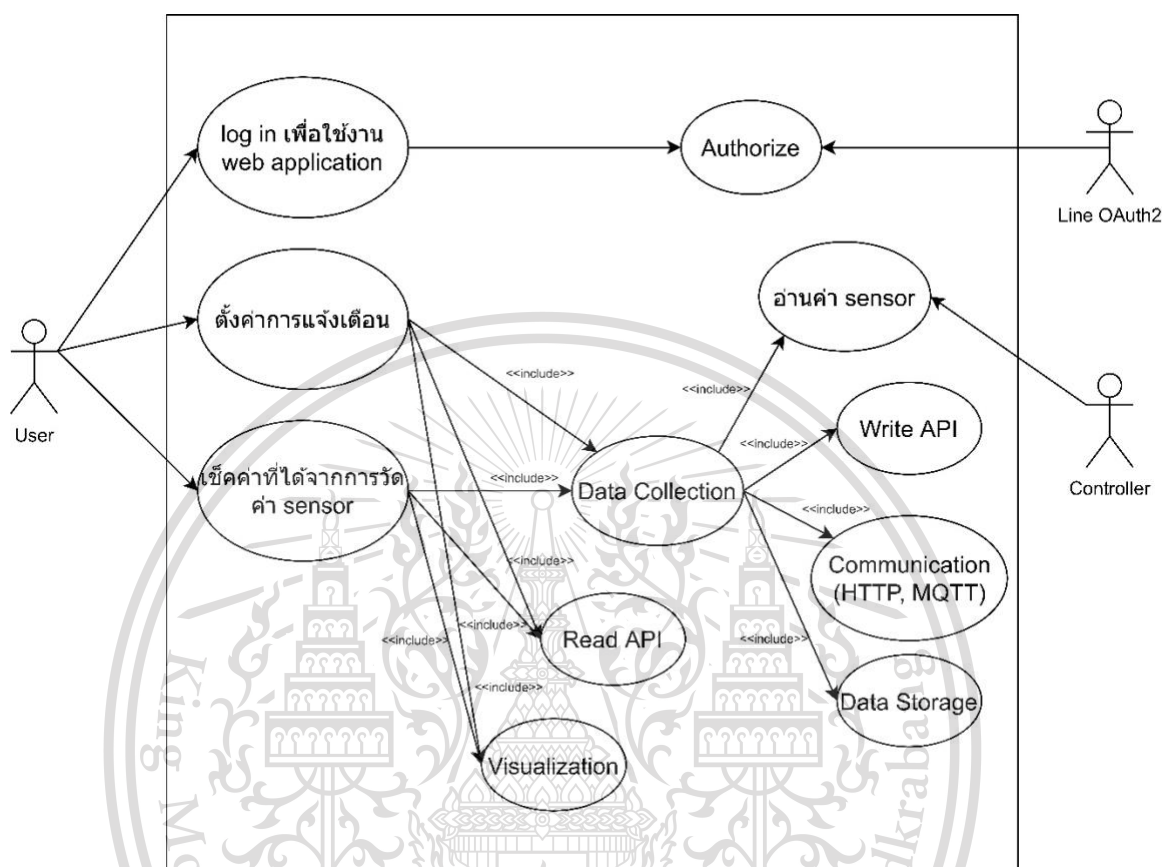 log in เพื่อใช้งาน
web application
Authorize
Line OAuth2
ตั้งค่าการแจ้งเตือน
อ่านค่า sensor
User
<<include>>
<<include>>
Write API
<<include>>
Controller
เช็คค่าที่ได้จากการวัด
ค่า sensor
<<include>>
Data Collection
<<include>>
Communication
(HTTP, MQTT)
<<include>>
<<include>>
<<include>>
<<include>>
Read API
<<include>>
Data Storage
Visualization
King Mo
dkrabang